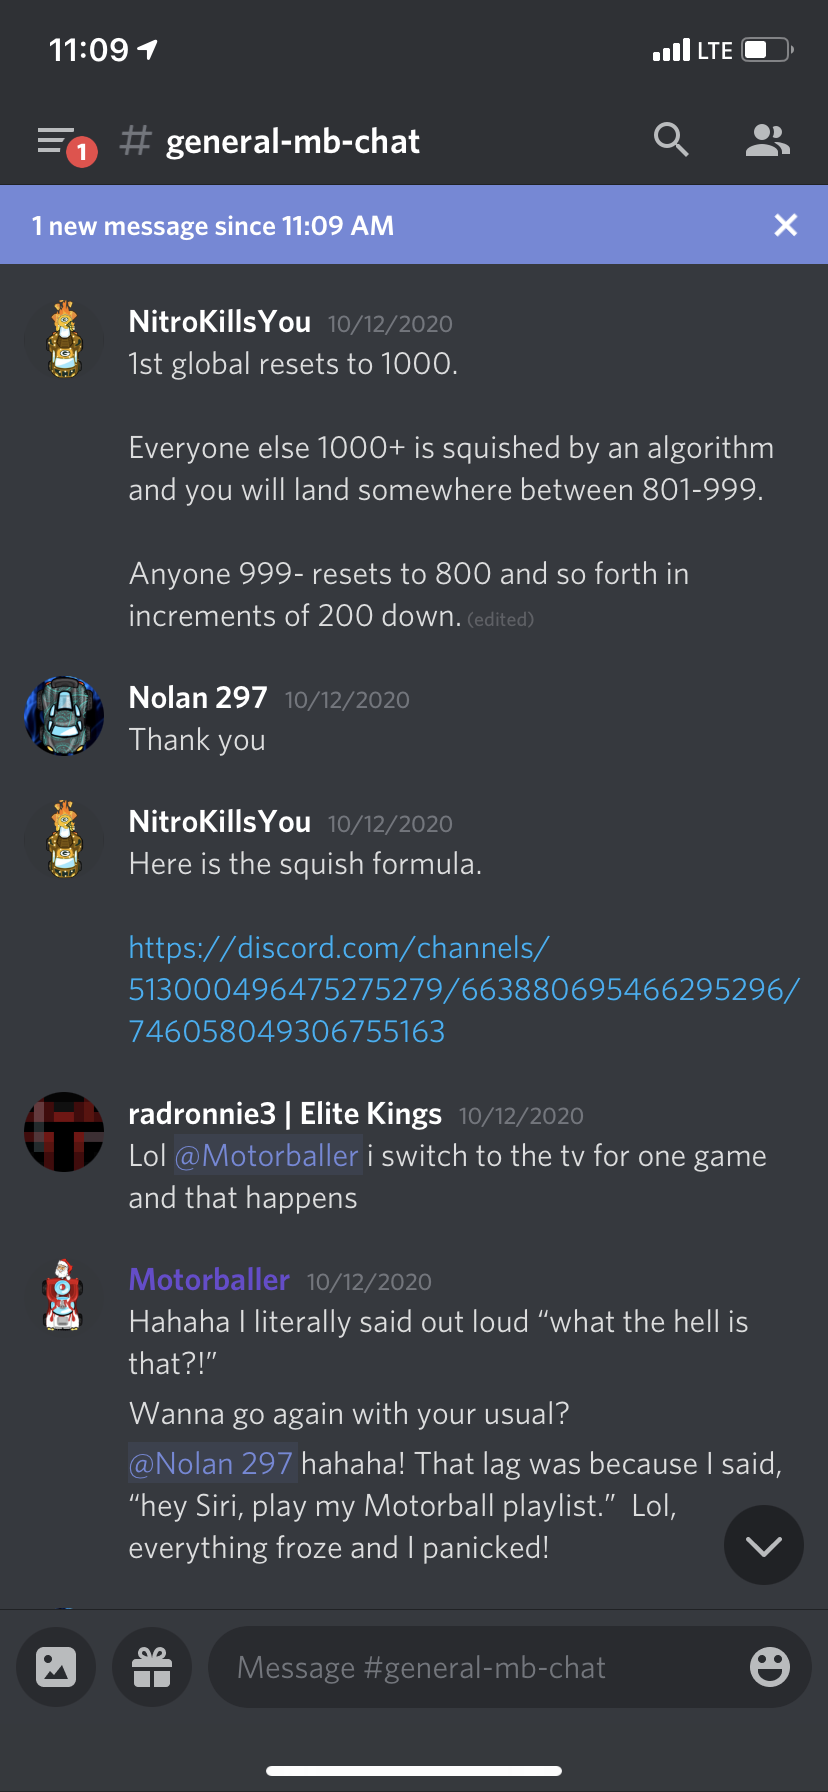 11:09
LTE
1
# general-mb-chat
1 new message since 11:09 AM
NitroKillsYou 10/12/2020
1st global resets to 1000.
Everyone else 1000+ is squished by an algorithm
and you will land somewhere between 801-999.
Anyone 999- resets to 800 and so forth in
increments of 200 down. (edited)
Nolan 297 10/12/2020
Thank you
NitroKillsYou 10/12/2020
Here is the squish formula.
https://discord.com/channels/
513000496475275279/663880695466295296/
746058049306755163
radronnie3 | Elite Kings 10/12/2020
Lol @Motorballer i switch to the tv for one game
and that happens
Motorballer 10/12/2020
Hahaha I literally said out loud “what the hell is
that?!”
Wanna go again with your usual?
@Nolan 297 hahaha! That lag was because I said,
“hey Siri, play my Motorball playlist.” Lol,
everything froze and I panicked!
Message #general-mb-chat